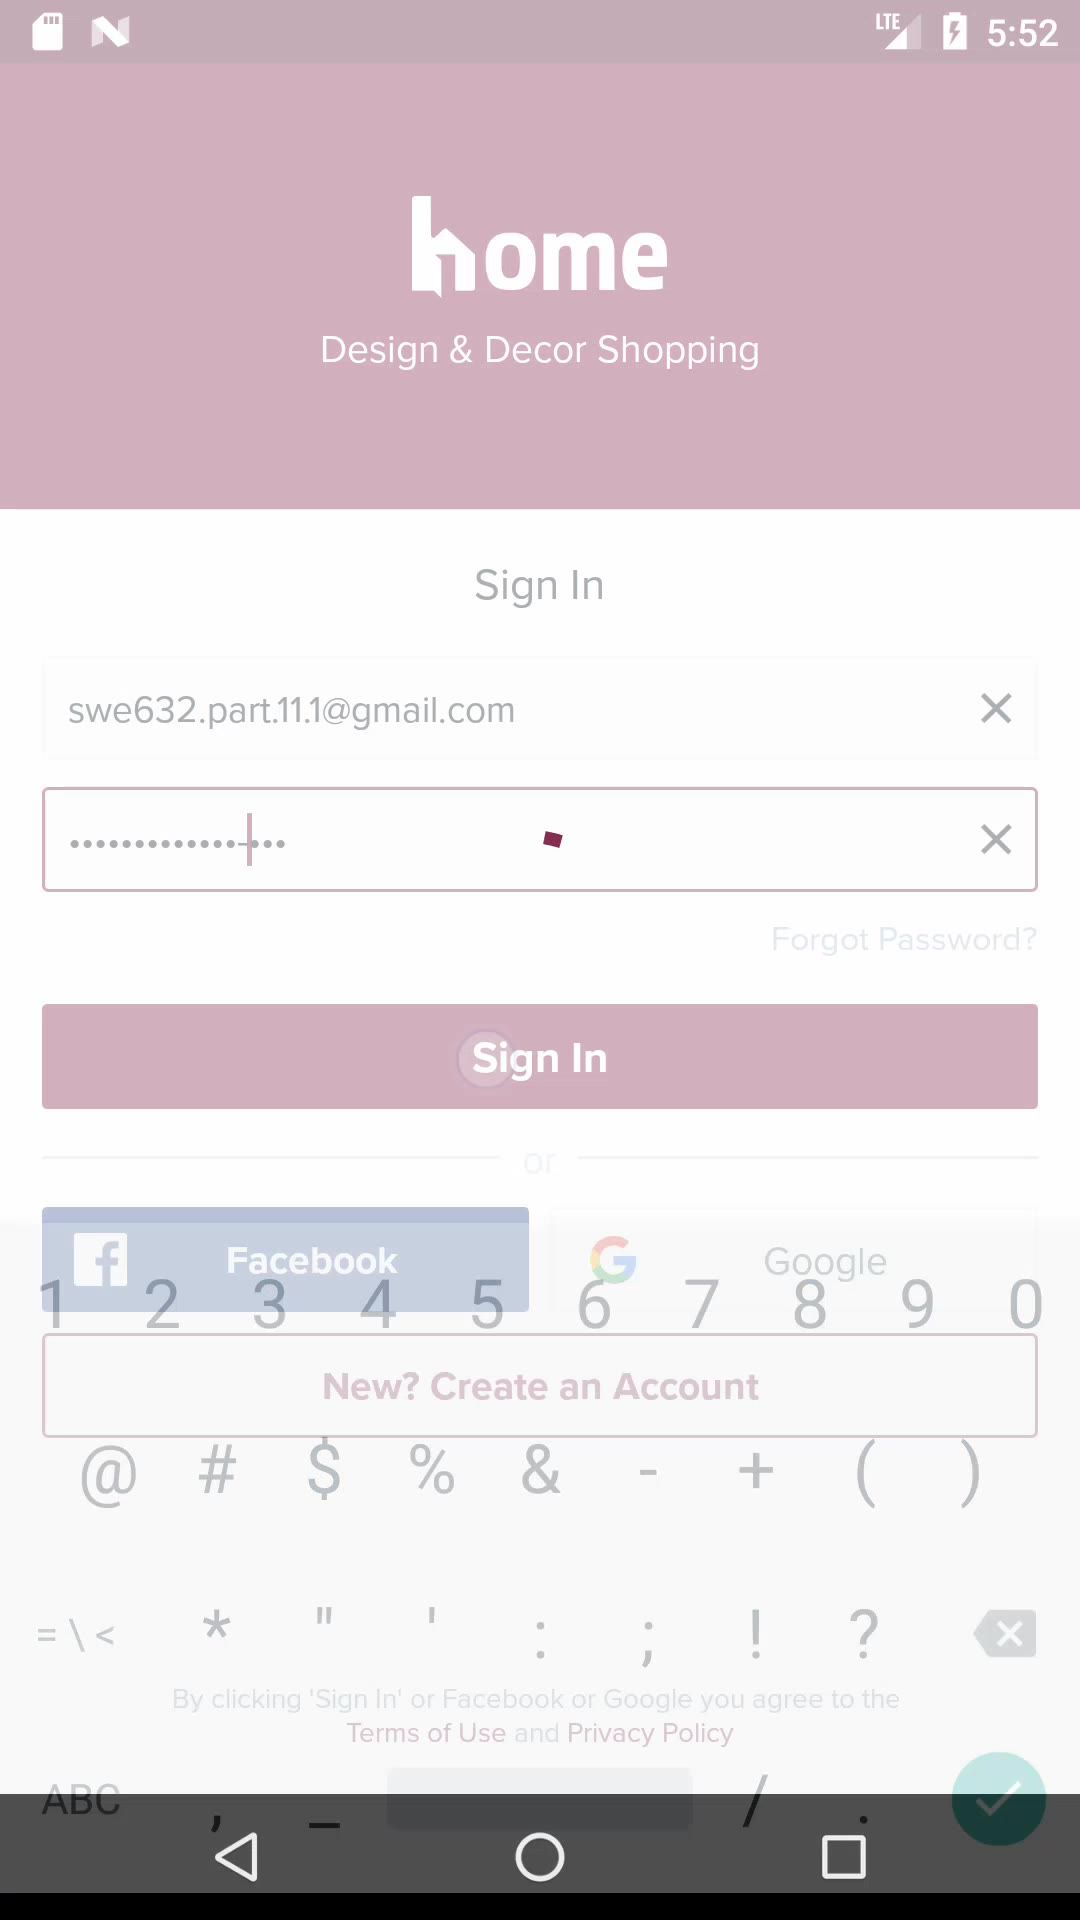 LTE 5:52
home
Design & Decor Shopping
Sign In
swe632.part.11.1@gmail.com
Forgot Password?
Sign In
or
Facebook Google
1 2 3 4 5 6 7 8 9 0
New? Create an Account
@ # $ % & - + ( )
= \ < * " ' : ; ! ?
By clicking 'Sign In' or Facebook or Google you agree to the
Terms of Use and Privacy Policy
ABC , _ / .